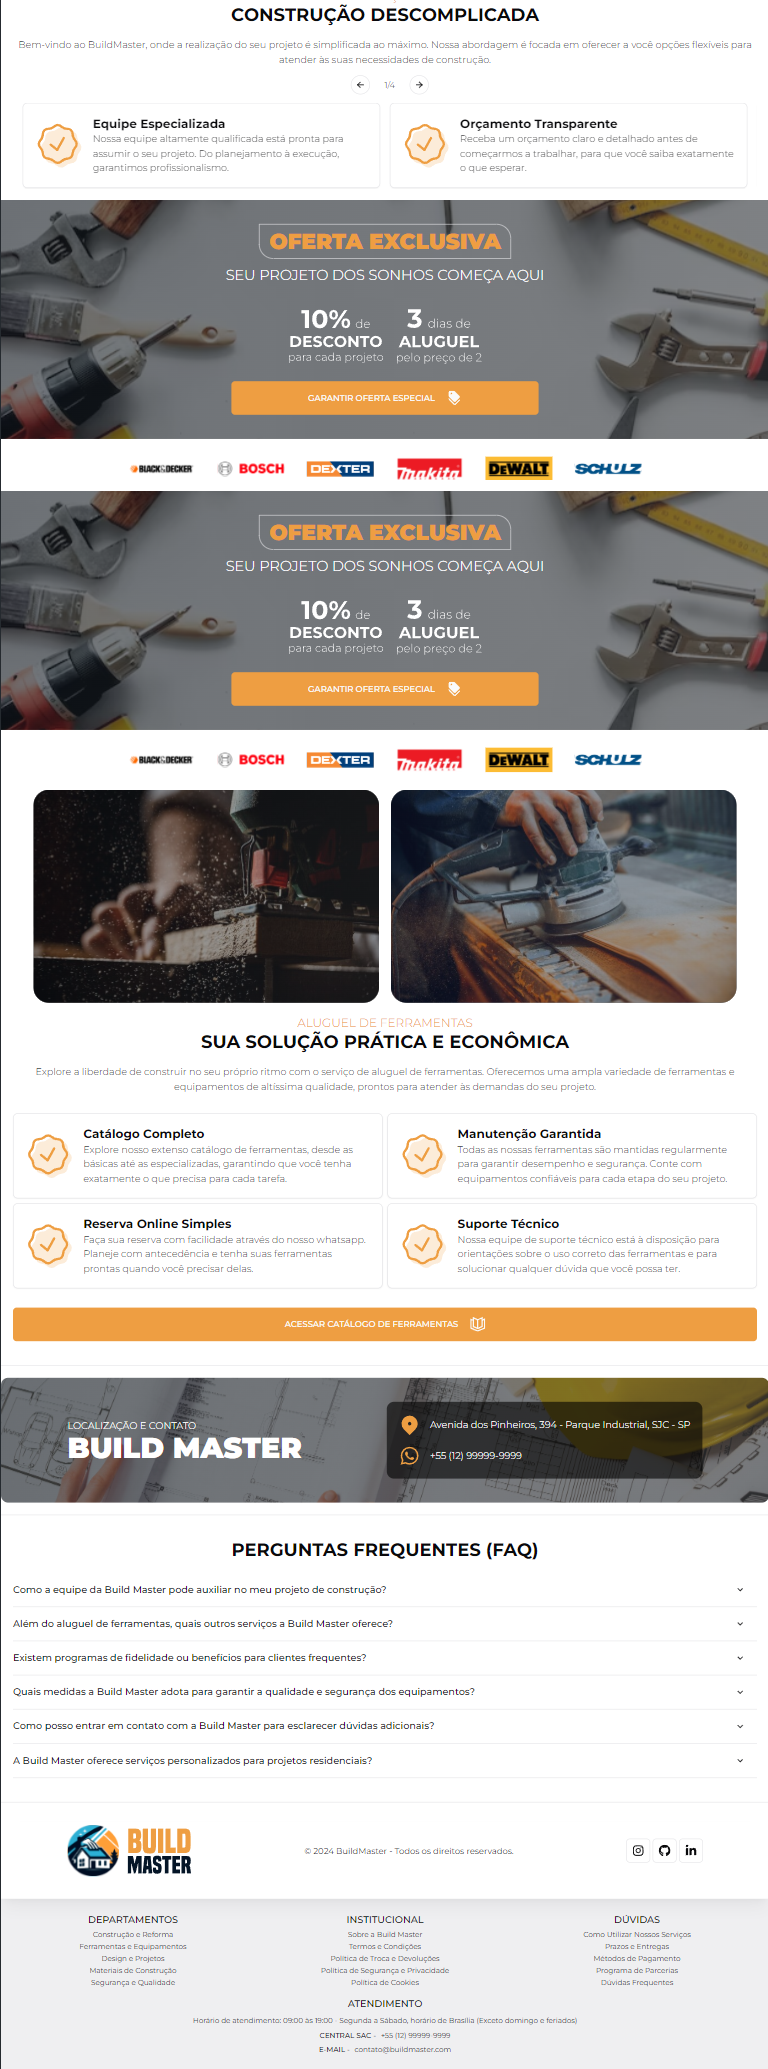 CONSTRUÇÃO DESCOMPLICADA
Bem-vindo ao BuildMaster, onde a realização do seu projeto é simplificada ao máximo. Nossa abordagem é focada em oferecer a você opções flexíveis para
atender às suas necessidades de construção.
1/4
Equipe Especializada
Nossa equipe altamente qualificada está pronta para
assumir o seu projeto. Do planejamento à execução,
garantimos profissionalismo.
Orçamento Transparente
Receba um orçamento claro e detalhado antes de
começarmos a trabalhar, para que você saiba exatamente
o que esperar.
OFERTA EXCLUSIVA
SEU PROJETO DOS SONHOS COMEÇA AQUI
10% de
DESCONTO
para cada projeto
3 dias de
ALUGUEL
pelo preço de 2
GARANTIR OFERTA ESPECIAL
BLACK&DECKER BOSCH DEXTER makita DEWALT SCHULZ
OFERTA EXCLUSIVA
SEU PROJETO DOS SONHOS COMEÇA AQUI
10% de
DESCONTO
para cada projeto
3 dias de
ALUGUEL
pelo preço de 2
GARANTIR OFERTA ESPECIAL
BLACK&DECKER BOSCH DEXTER makita DEWALT SCHULZ
ALUGUEL DE FERRAMENTAS
SUA SOLUÇÃO PRÁTICA E ECONÔMICA
Explore a liberdade de construir no seu próprio ritmo com o serviço de aluguel de ferramentas. Oferecemos uma ampla variedade de ferramentas e
equipamentos de altíssima qualidade, prontos para atender às demandas do seu projeto.
Catálogo Completo
Explore nosso extenso catálogo de ferramentas, desde as
básicas até as especializadas, garantindo que você tenha
exatamente o que precisa para cada tarefa.
Manutenção Garantida
Todas as nossas ferramentas são mantidas regularmente
para garantir desempenho e segurança. Conte com
equipamentos confiáveis para cada etapa do seu projeto.
Reserva Online Simples
Faça sua reserva com facilidade através do nosso whatsapp.
Planeje com antecedência e tenha suas ferramentas
prontas quando você precisar delas.
Suporte Técnico
Nossa equipe de suporte técnico está à disposição para
orientações sobre o uso correto das ferramentas e para
solucionar qualquer dúvida que você possa ter.
ACESSAR CATÁLOGO DE FERRAMENTAS
LOCALIZAÇÃO E CONTATO
BUILD MASTER
Avenida dos Pinheiros, 394 - Parque Industrial, SJC - SP
+55 (12) 99999-9999
PERGUNTAS FREQUENTES (FAQ)
Como a equipe da Build Master pode auxiliar no meu projeto de construção?
Além do aluguel de ferramentas, quais outros serviços a Build Master oferece?
Existem programas de fidelidade ou benefícios para clientes frequentes?
Quais medidas a Build Master adota para garantir a qualidade e segurança dos equipamentos?
Como posso entrar em contato com a Build Master para esclarecer dúvidas adicionais?
A Build Master oferece serviços personalizados para projetos residenciais?
BUILD
MASTER
© 2024 BuildMaster - Todos os direitos reservados.
in
DEPARTAMENTOS
Construção e Reforma
Ferramentas e Equipamentos
Design e Projetos
Materiais de Construção
Segurança e Qualidade
INSTITUCIONAL
Sobre a Build Master
Termos e Condições
Política de Troca e Devoluções
Política de Segurança e Privacidade
Política de Cookies
DÚVIDAS
Como Utilizar Nossos Serviços
Prazos e Entregas
Métodos de Pagamento
Programa de Parcerias
Dúvidas Frequentes
ATENDIMENTO
Horário de atendimento: 09:00 às 19:00 - Segunda a Sábado, horário de Brasília (Exceto domingo e feriados)
CENTRAL SAC - +55 (12) 99999-9999
E-MAIL - contato@buildmaster.com